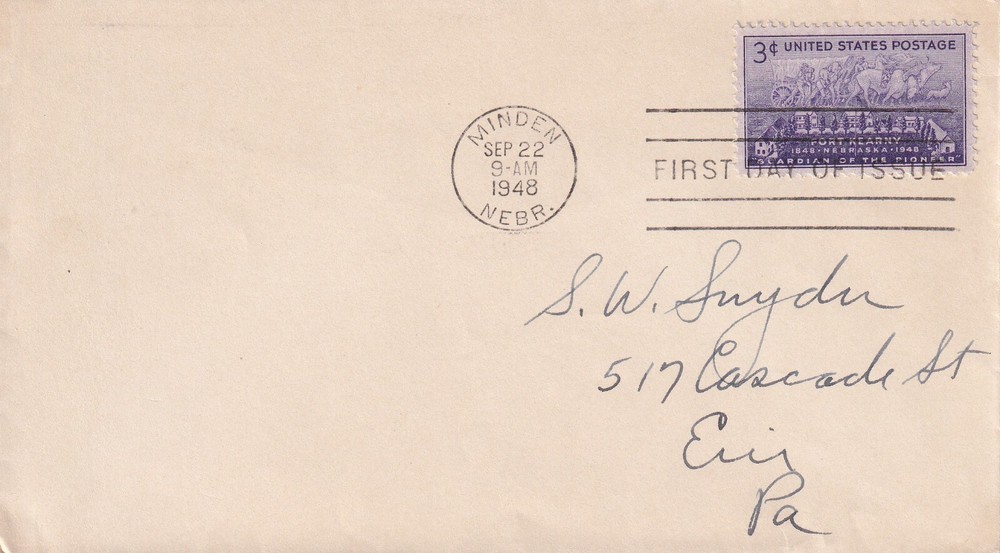 3¢ UNITED STATES POSTAGE
FORT KEARNY
1848·NEBRASKA·1948
GUARDIAN OF THE PIONEER
MINDEN
SEP 22
9-AM
1948
NEBR.
FIRST DAY OF ISSUE
S. W. Snyder
517 Cascade St
Erie
Pa